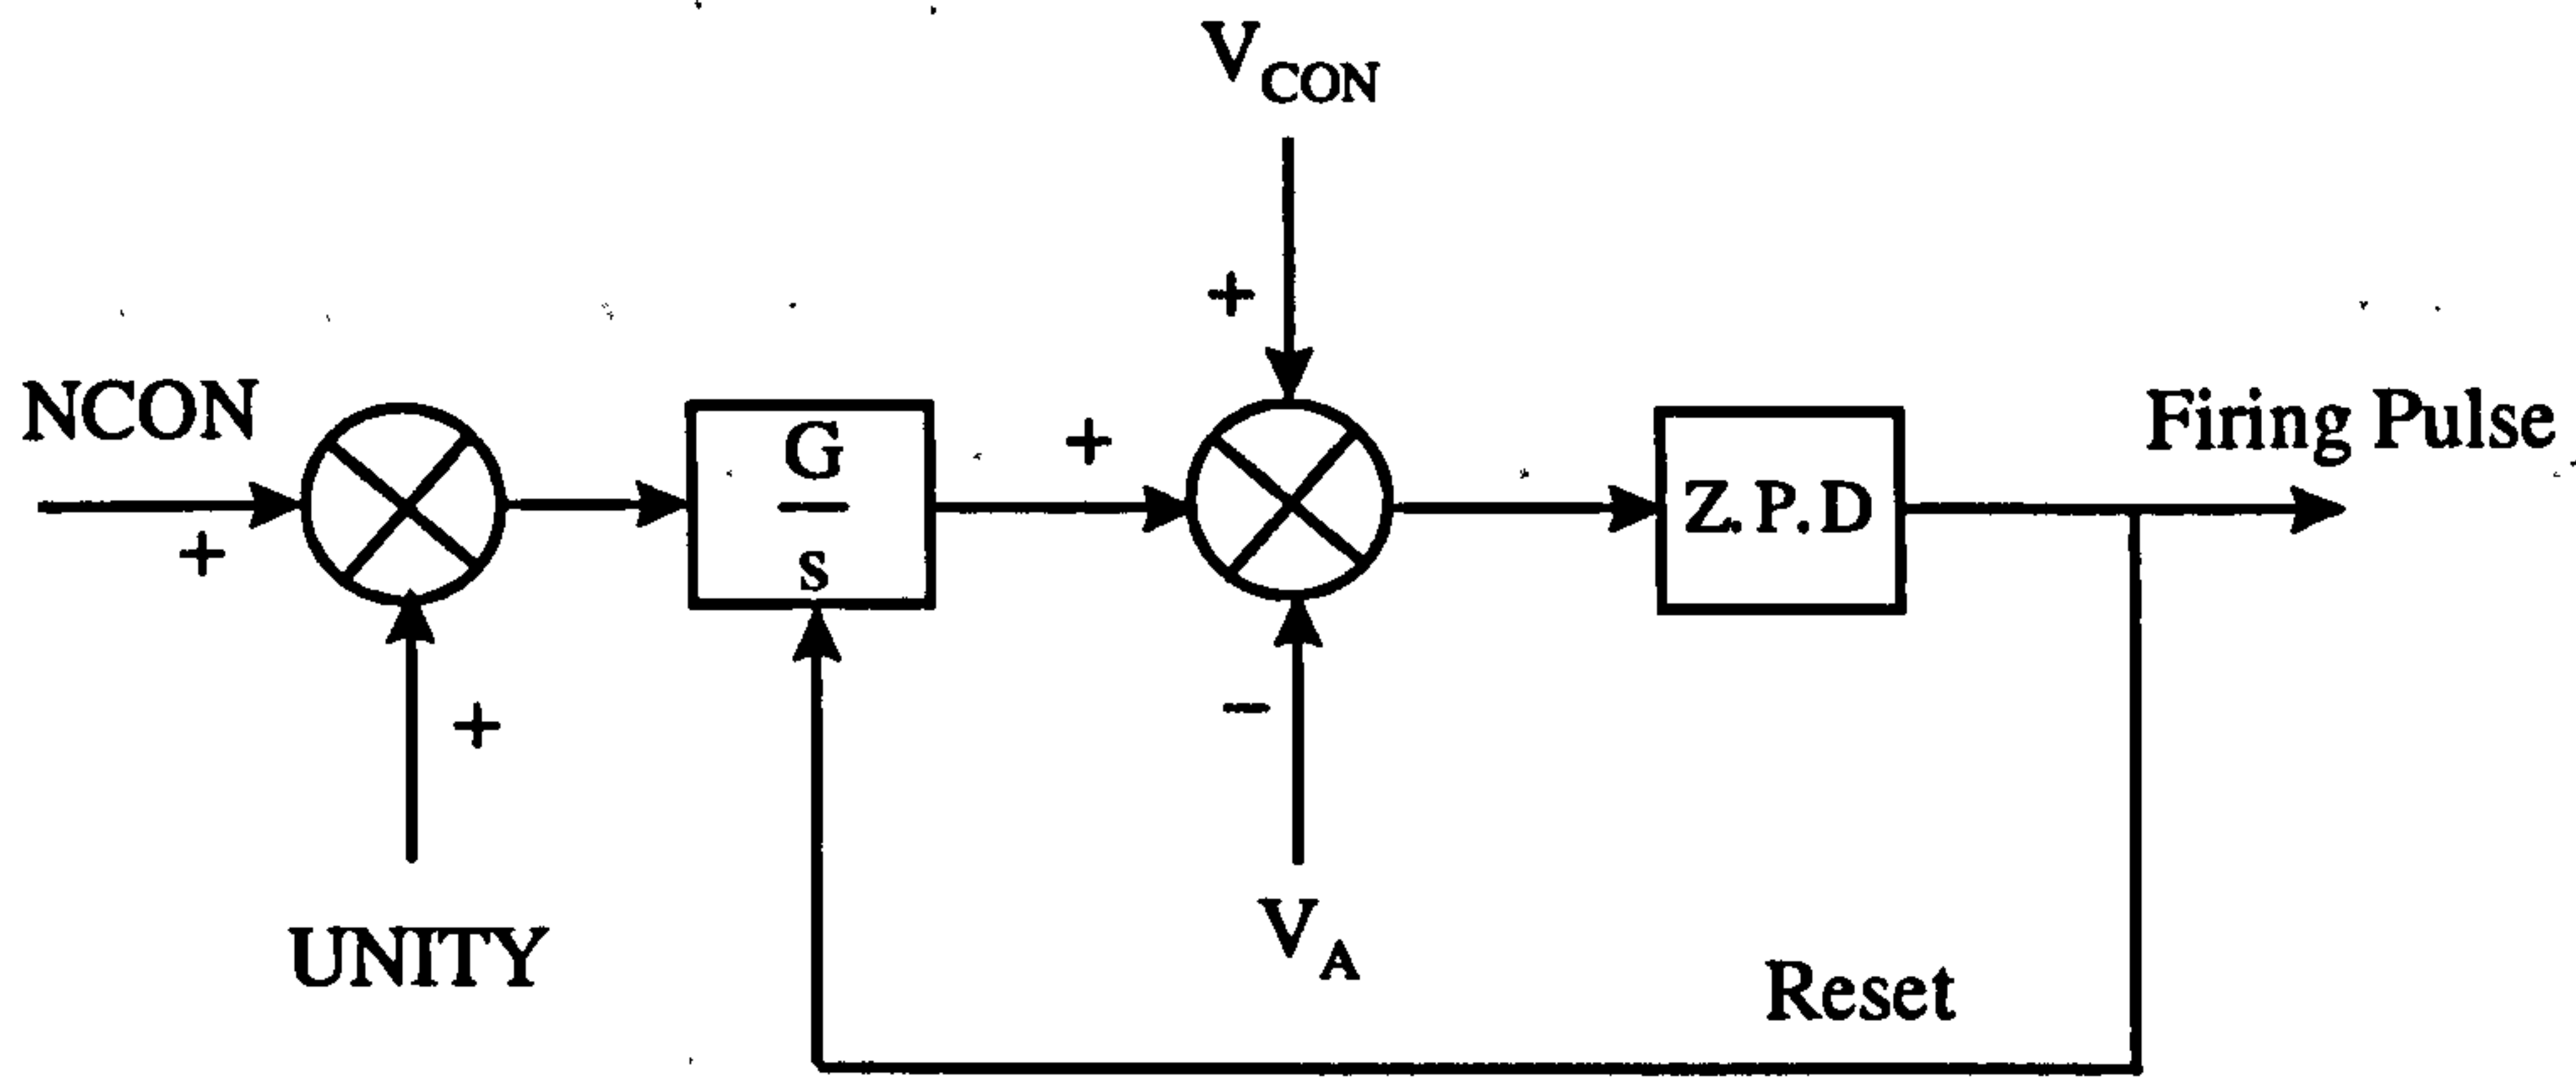 V_CON
+
NCON
+
+
UNITY
G
s
+
−
V_A
Z.P.D
Firing Pulse
Reset